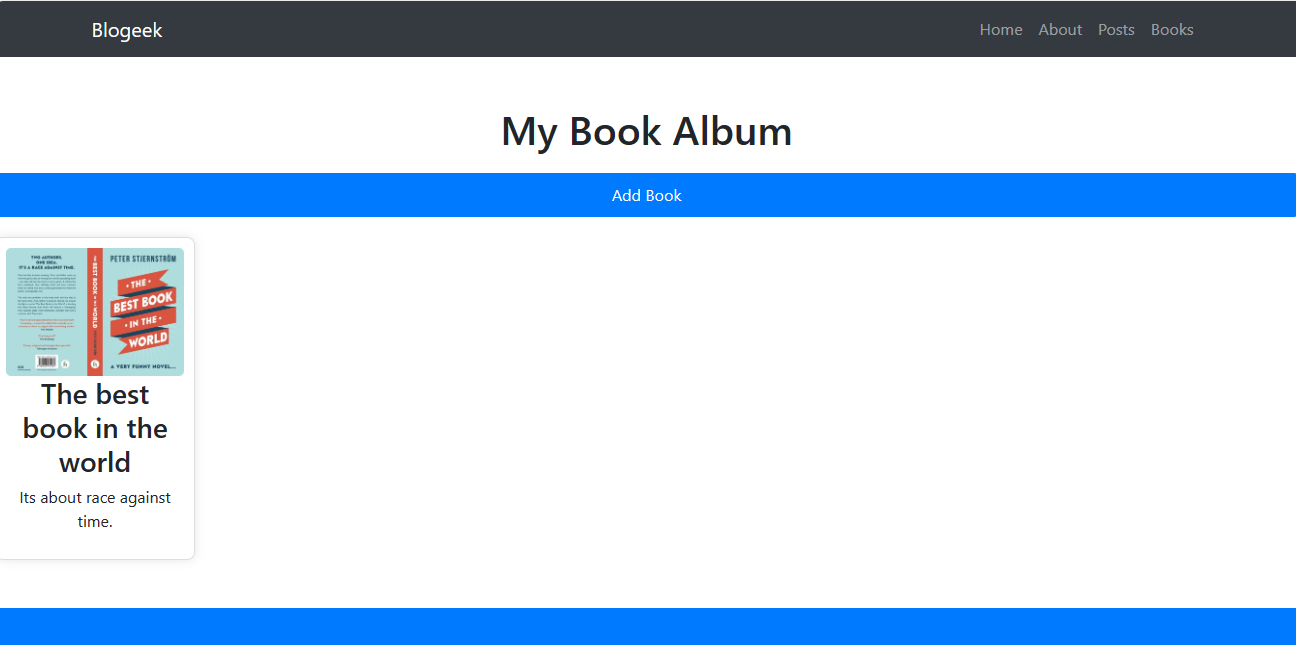 Blogeek
Home About Posts Books
My Book Album
Add Book
TWO AUTHORS.
ONE IDEA.
IT'S A RACE AGAINST TIME.
THE BEST BOOK IN THE WORLD
PETER STJERNSTRÖM
• THE •
BEST BOOK
• IN THE •
WORLD
A VERY FUNNY NOVEL...
The best
book in the
world
Its about race against
time.